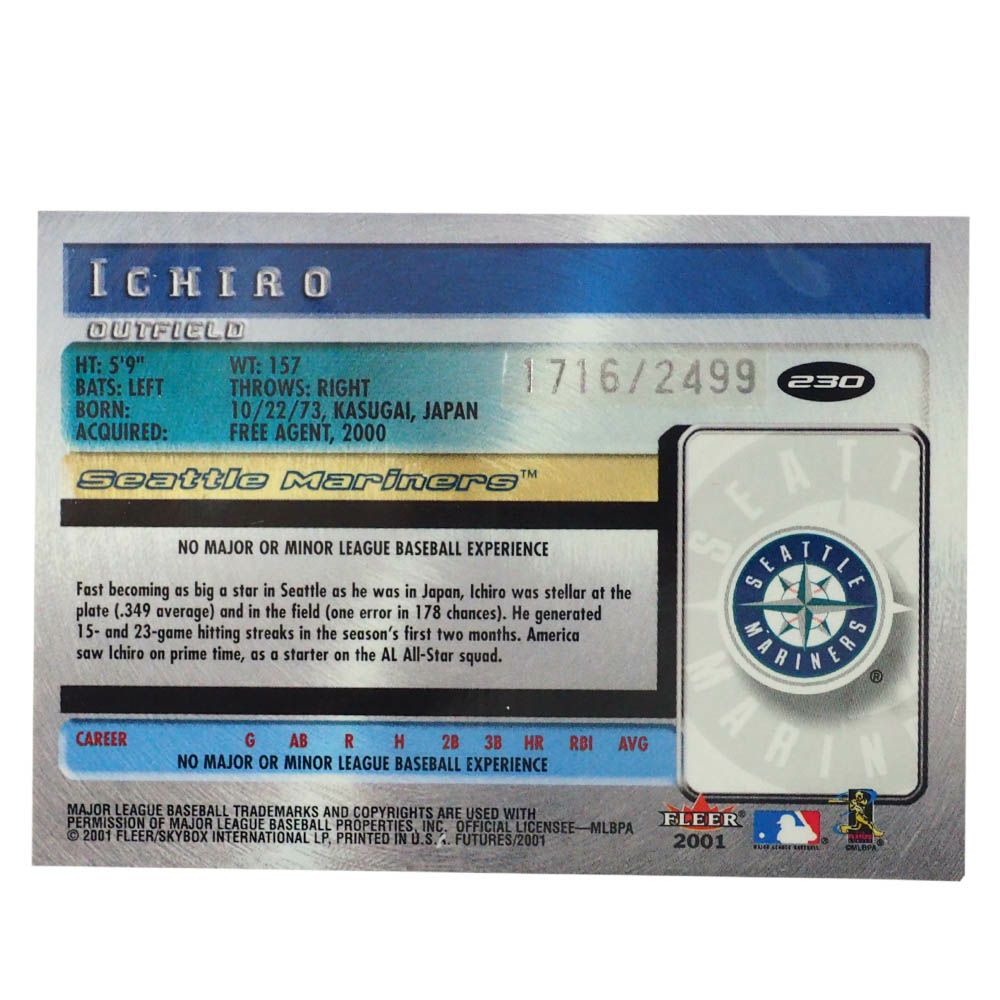 ICHIRO
OUTFIELD
HT: 5'9" WT: 157
BATS: LEFT THROWS: RIGHT
BORN: 10/22/73, KASUGAI, JAPAN
ACQUIRED: FREE AGENT, 2000
1716/2499
230
Seattle Mariners™
NO MAJOR OR MINOR LEAGUE BASEBALL EXPERIENCE
Fast becoming as big a star in Seattle as he was in Japan, Ichiro was stellar at the
plate (.349 average) and in the field (one error in 178 chances). He generated
15- and 23-game hitting streaks in the season's first two months. America
saw Ichiro on prime time, as a starter on the AL All-Star squad.
SEATTLE
MARINERS
®
SEATT
MARIN
CAREER G AB R H 2B 3B HR RBI AVG
NO MAJOR OR MINOR LEAGUE BASEBALL EXPERIENCE
MAJOR LEAGUE BASEBALL TRADEMARKS AND COPYRIGHTS ARE USED WITH
PERMISSION OF MAJOR LEAGUE BASEBALL PROPERTIES, INC. OFFICIAL LICENSEE—MLBPA
© 2001 FLEER/SKYBOX INTERNATIONAL LP, PRINTED IN U.S.A. FUTURES/2001
FLEER
2001
MAJOR LEAGUE BASEBALL
©MLBPA